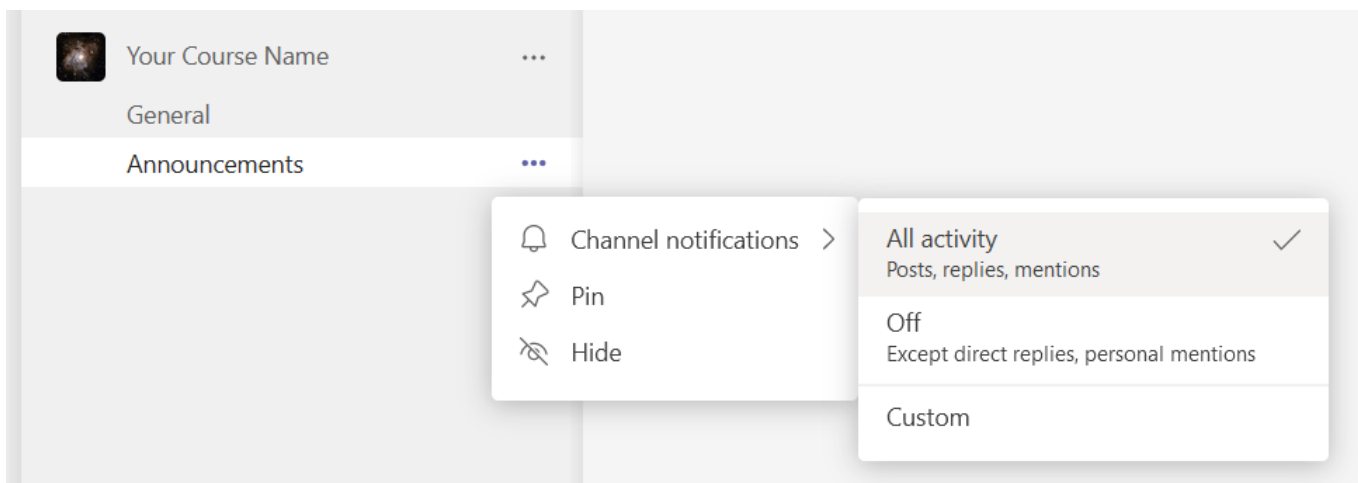 Your Course Name
General
Announcements
Channel notifications
Pin
Hide
All activity
Posts, replies, mentions
Off
Except direct replies, personal mentions
Custom